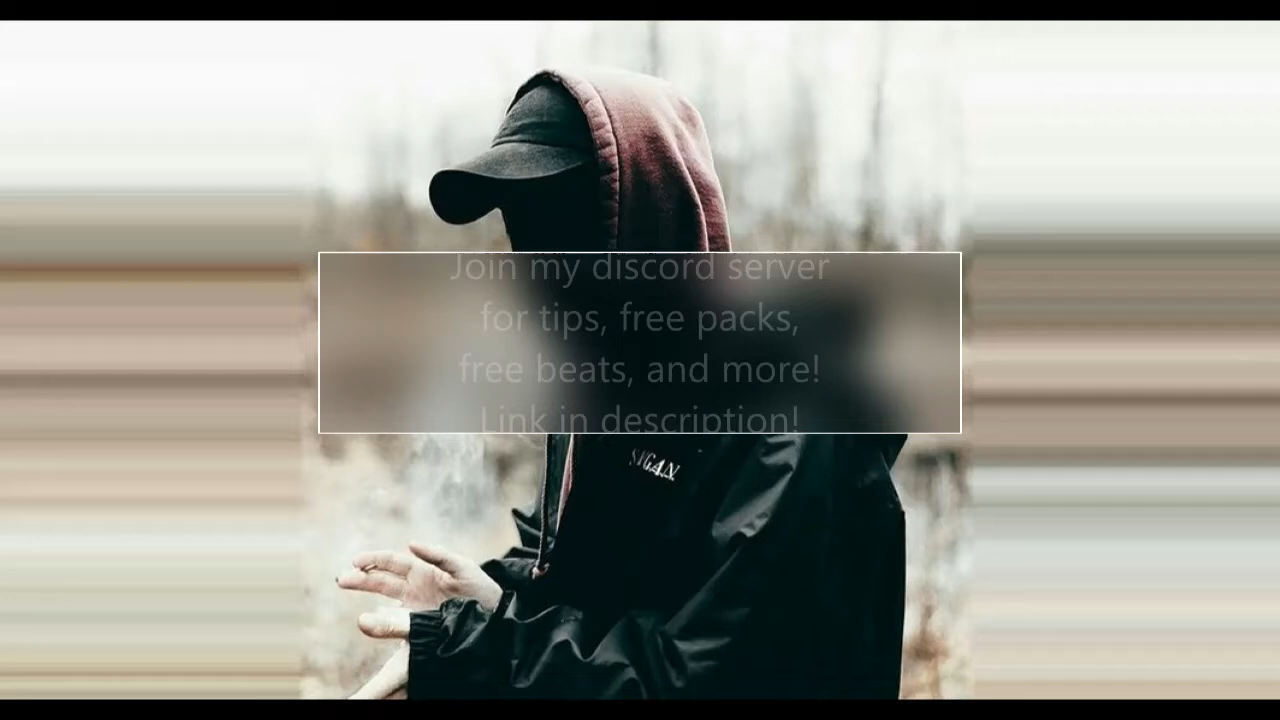 Join my discord server
for tips, free packs,
free beats, and more!
Link in description!